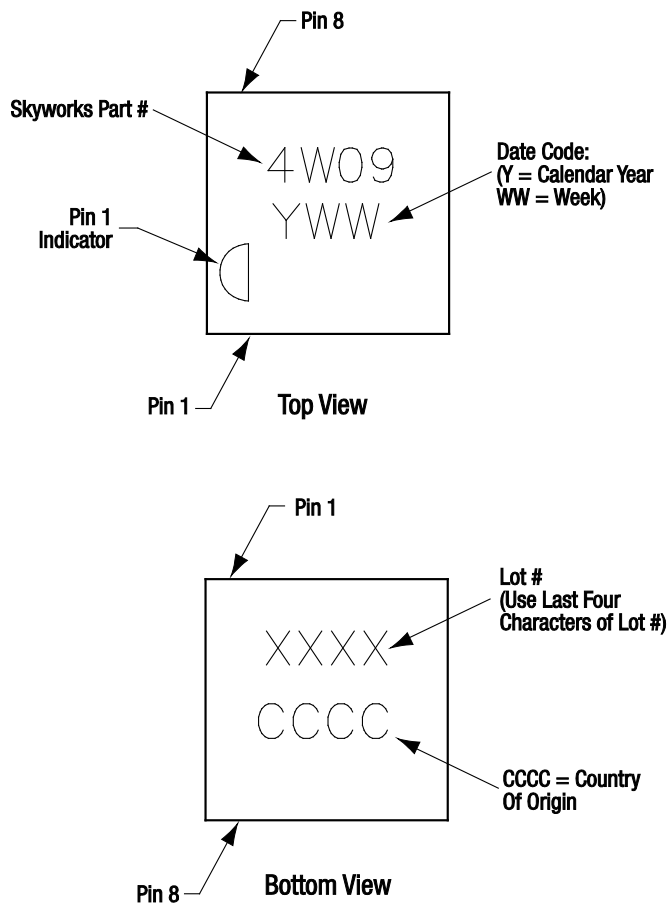 Pin 8
Skyworks Part #
4W09
Date Code:
(Y = Calendar Year
WW = Week)
YWW
Pin 1
Indicator
Pin 1
Top View
Pin 1
Lot #
(Use Last Four
Characters of Lot #)
XXXX
CCCC
CCCC = Country
Of Origin
Pin 8
Bottom View